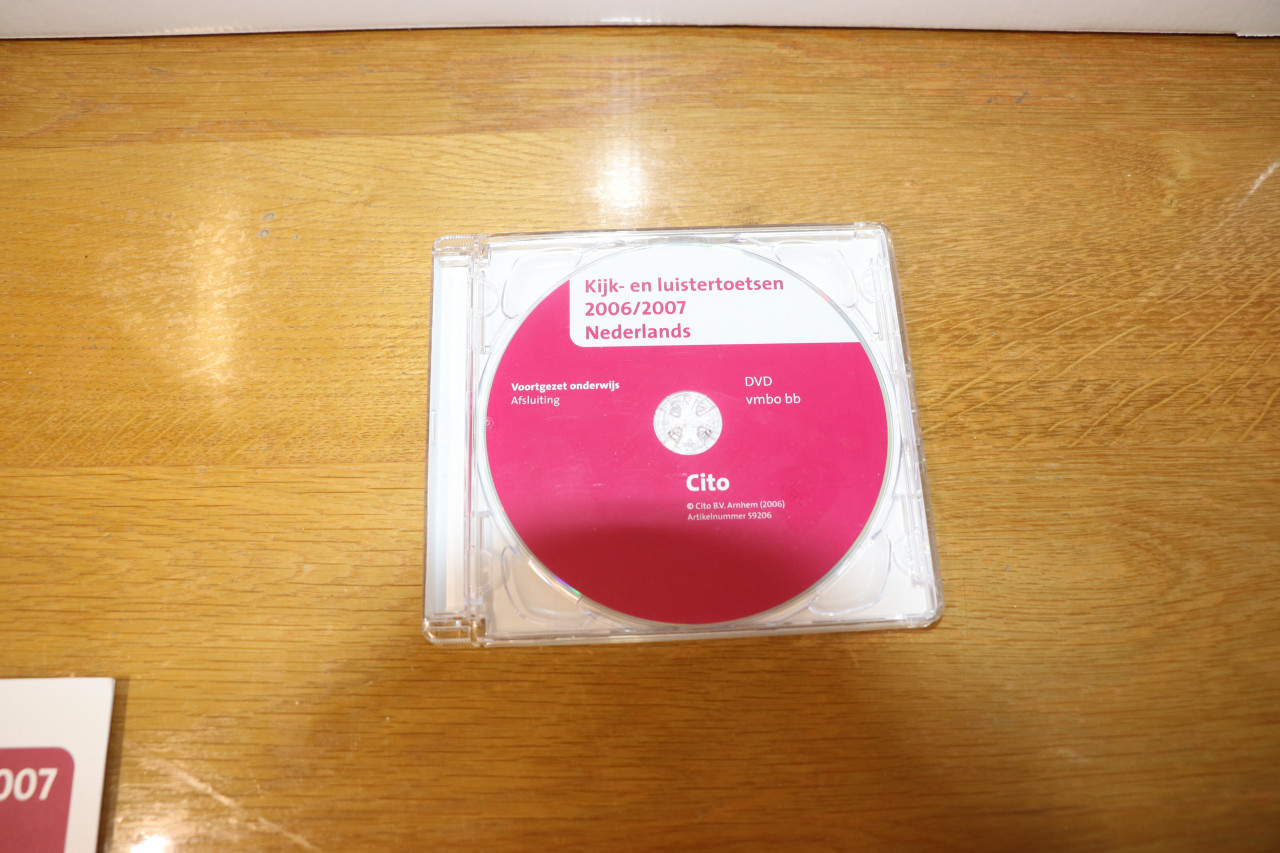 Kijk- en luistertoetsen
2006/2007
Nederlands
Voortgezet onderwijs
Afsluiting
DVD
vmbo bb
Cito
© Cito B.V. Arnhem (2006)
Artikelnummer 59206
007